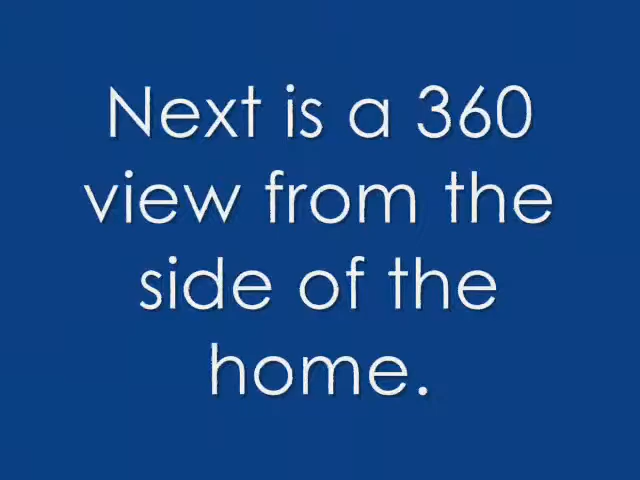 Next is a 360
view from the
side of the
home.